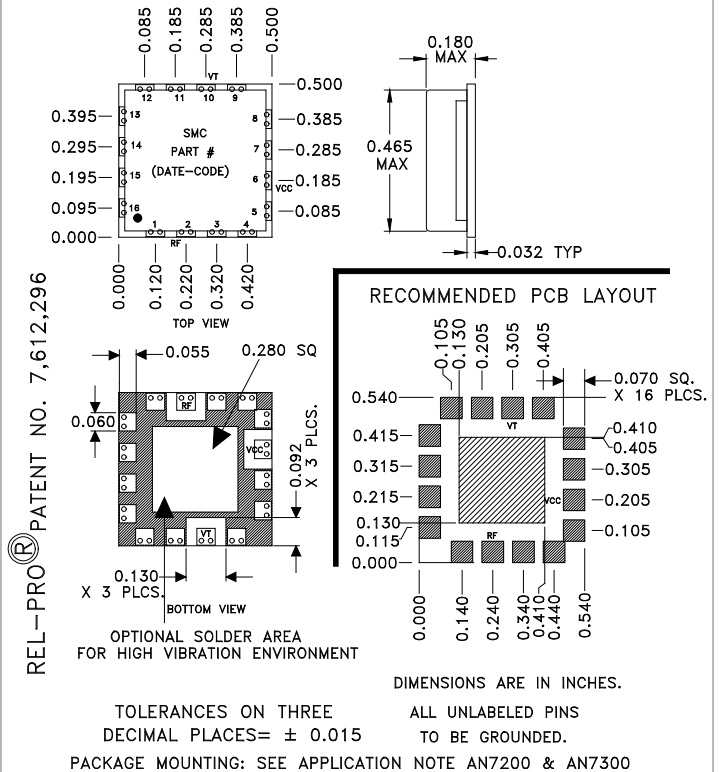 0.085
0.185
0.285
0.385
0.500
VT
12
11
10
9
0.500
0.395
13
8
0.385
SMC
0.295
14
PART #
7
0.285
(DATE-CODE)
0.195
15
6
0.185
VCC
0.095
16
5
0.085
1
2
3
4
0.000
RF
0.000
0.120
0.220
0.320
0.420
TOP VIEW
0.180
MAX
0.465
MAX
0.032 TYP
REL-PRO® PATENT NO. 7,612,296
0.055
0.280 SQ
RF
0.060
VCC
0.092
X 3 PLCS.
VT
0.130
X 3 PLCS.
BOTTOM VIEW
OPTIONAL SOLDER AREA
FOR HIGH VIBRATION ENVIRONMENT
RECOMMENDED PCB LAYOUT
0.105
0.130
0.205
0.305
0.405
0.070 SQ.
X 16 PLCS.
0.540
VT
0.415
0.410
0.405
0.315
0.305
0.215
0.205
VCC
0.130
0.115
0.105
RF
0.000
0.000
0.140
0.240
0.340
0.410
0.440
0.540
DIMENSIONS ARE IN INCHES.
TOLERANCES ON THREE
DECIMAL PLACES= ± 0.015
ALL UNLABELED PINS
TO BE GROUNDED.
PACKAGE MOUNTING: SEE APPLICATION NOTE AN7200 & AN7300